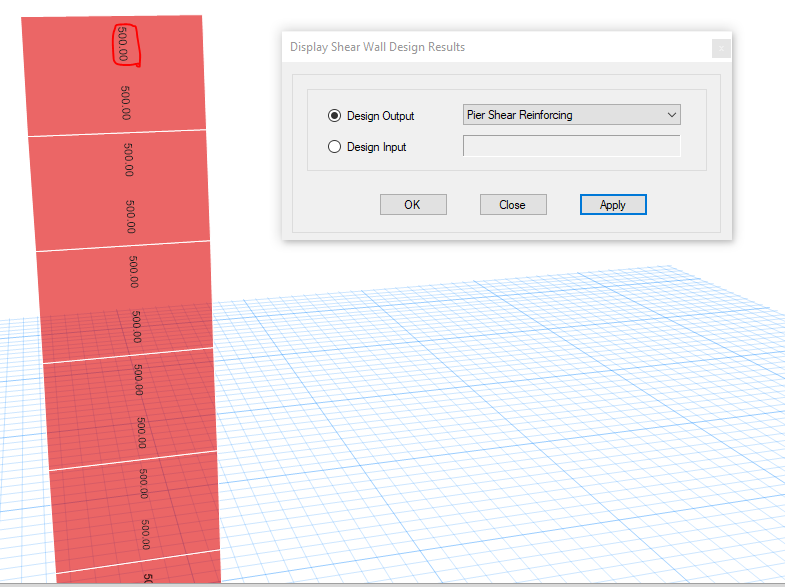 500.00
500.00
500.00
500.00
500.00
500.00
500.00
500.00
500.00
500.00
Display Shear Wall Design Results
Design Output
Pier Shear Reinforcing
Design Input
OK
Close
Apply